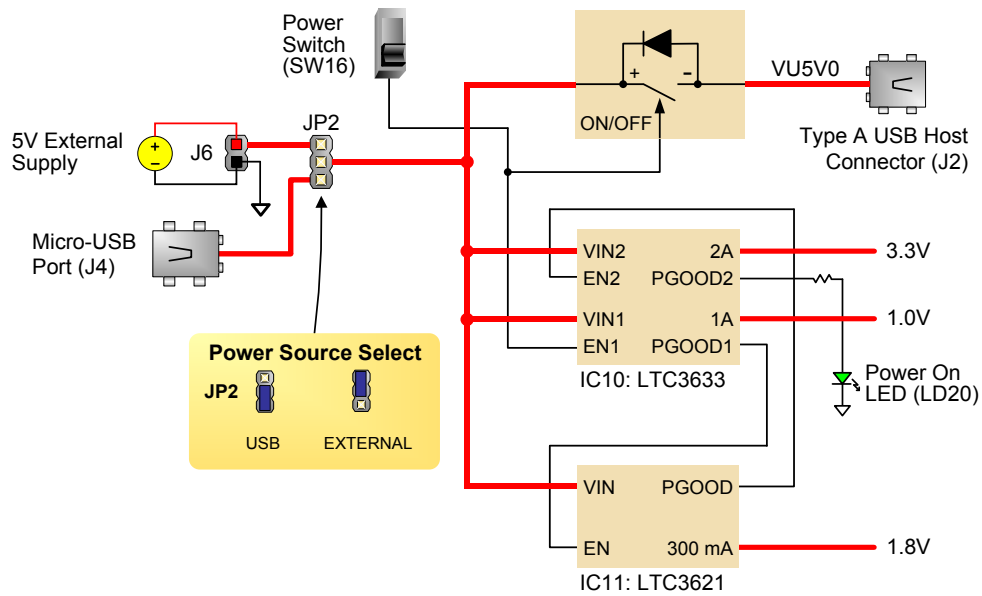 Power
Switch
(SW16)
+ -
ON/OFF
VU5V0
Type A USB Host
Connector (J2)
5V External
Supply
+
−
J6
JP2
Micro-USB
Port (J4)
VIN2
2A
3.3V
EN2
PGOOD2
VIN1
1A
1.0V
EN1
PGOOD1
IC10: LTC3633
Power On
LED (LD20)
Power Source Select
JP2
USB
EXTERNAL
VIN
PGOOD
EN
300 mA
1.8V
IC11: LTC3621